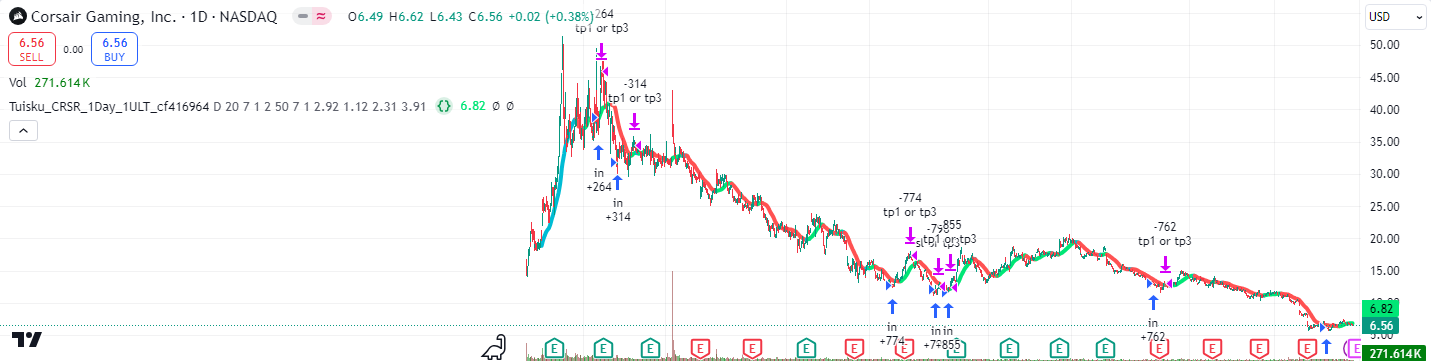 Corsair Gaming, Inc. · 1D · NASDAQ
O6.49 H6.62 L6.43 C6.56 +0.02 (+0.38%)
6.56
SELL
0.00
6.56
BUY
Vol 271.614K
Tuisku_CRSR_1Day_1ULT_cf416964 D 20 7 1 2 50 7 1 2.92 1.12 2.31 3.91 {} 6.82 Ø Ø
-264
tp1 or tp3
-314
tp1 or tp3
in
+264
in
+314
-774
tp1 or tp3
-855
tp1 or tp3
in
+774
in
in
+855
-762
tp1 or tp3
in
+762
USD
50.00
45.00
40.00
35.00
30.00
25.00
20.00
15.00
10.00
6.82
6.56
5.00
271.614K
E E E E E E E E E E E E E E E E E E